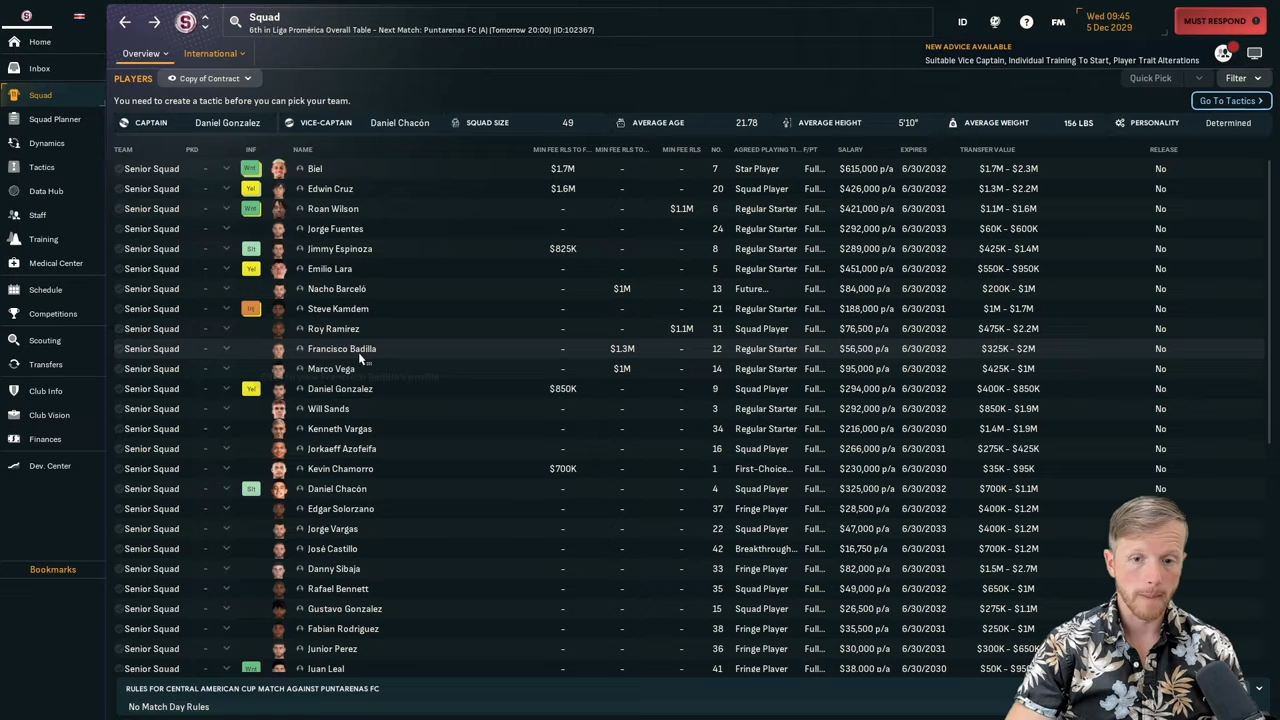 Squad
6th in Liga Promérica Overall Table - Next Match: Puntarenas FC (A) (Tomorrow 20:00) (ID:102367)
ID
FM
Wed 09:45
5 Dec 2029
MUST RESPOND
Home
Inbox
Squad
Squad Planner
Dynamics
Tactics
Data Hub
Staff
Training
Medical Center
Schedule
Competitions
Scouting
Transfers
Club Info
Club Vision
Finances
Dev. Center
Bookmarks
Overview International
NEW ADVICE AVAILABLE
Suitable Vice Captain, Individual Training To Start, Player Trait Alterations
PLAYERS Copy of Contract Quick Pick Filter
You need to create a tactic before you can pick your team. Go To Tactics >
CAPTAIN Daniel Gonzalez VICE-CAPTAIN Daniel Chacón SQUAD SIZE 49 AVERAGE AGE 21.78 AVERAGE HEIGHT 5'10" AVERAGE WEIGHT 156 LBS PERSONALITY Determined
TEAM PKD INF NAME MIN FEE RLS TO F... MIN FEE RLS TO... MIN FEE RLS NO. AGREED PLAYING TI... F/PT SALARY EXPIRES TRANSFER VALUE RELEASE
Senior Squad - Wnt Biel $1.7M - - 7 Star Player Full... $615,000 p/a 6/30/2032 $1.7M - $2.3M No
Senior Squad - Yel Edwin Cruz $1.6M - - 20 Squad Player Full... $426,000 p/a 6/30/2032 $1.3M - $2.2M No
Senior Squad - Wnt Roan Wilson - - $1.1M 6 Regular Starter Full... $421,000 p/a 6/30/2031 $1.1M - $1.6M No
Senior Squad - Jorge Fuentes - - - 24 Regular Starter Full... $292,000 p/a 6/30/2033 $60K - $600K No
Senior Squad - Slt Jimmy Espinoza $825K - - 8 Regular Starter Full... $289,000 p/a 6/30/2032 $425K - $1.4M No
Senior Squad - Yel Emilio Lara - - - 5 Regular Starter Full... $451,000 p/a 6/30/2032 $550K - $950K No
Senior Squad - Nacho Barceló - $1M - 13 Future... Full... $84,000 p/a 6/30/2032 $200K - $1M No
Senior Squad - Inj Steve Kamdem - - - 21 Regular Starter Full... $188,000 p/a 6/30/2031 $1M - $1.7M No
Senior Squad - Roy Ramírez - - $1.1M 31 Squad Player Full... $76,500 p/a 6/30/2032 $475K - $2.2M No
Senior Squad - Francisco Badilla - $1.3M - 12 Regular Starter Full... $56,500 p/a 6/30/2032 $325K - $2M No
Senior Squad - Marco Vega - $1M - 14 Regular Starter Full... $95,000 p/a 6/30/2032 $425K - $1M No
Senior Squad - Yel Daniel Gonzalez $850K - - 9 Squad Player Full... $294,000 p/a 6/30/2032 $400K - $850K No
Senior Squad - Will Sands - - - 3 Regular Starter Full... $292,000 p/a 6/30/2032 $850K - $1.9M No
Senior Squad - Kenneth Vargas - - - 34 Regular Starter Full... $216,000 p/a 6/30/2030 $1.4M - $1.9M No
Senior Squad - Jorkaeff Azofeifa - - - 16 Squad Player Full... $266,000 p/a 6/30/2031 $275K - $425K No
Senior Squad - Kevin Chamorro $700K - - 1 First-Choice... Full... $230,000 p/a 6/30/2030 $35K - $95K No
Senior Squad - Slt Daniel Chacón - - - 4 Squad Player Full... $325,000 p/a 6/30/2032 $700K - $1.1M No
Senior Squad - Edgar Solorzano - - - 37 Fringe Player Full... $28,500 p/a 6/30/2032 $400K - $1.2M No
Senior Squad - Jorge Vargas - - - 22 Fringe Player Full... $47,000 p/a 6/30/2033 $400K - $1.2M
Senior Squad - José Castillo - - - 42 Breakthrough... Full... $16,750 p/a 6/30/2031 $700K - $1.2M
Senior Squad - Danny Sibaja - - - 33 Fringe Player Full... $82,000 p/a 6/30/2031 $1.5M - $2.7M
Senior Squad - Rafael Bennett - - - 35 Fringe Player Full... $49,000 p/a 6/30/2032 $650K - $1M
Senior Squad - Gustavo Gonzalez - - - 15 Squad Player Full... $26,500 p/a 6/30/2032 $275K - $1.1M
Senior Squad - Fabian Rodriguez - - - 38 Fringe Player Full... $35,500 p/a 6/30/2031 $250K - $1M
Senior Squad - Junior Perez - - - 36 Fringe Player Full... $30,000 p/a 6/30/2031 $300K - $650K
Senior Squad - Wnt Juan Leal - - - 41 Fringe Player Full... $38,000 p/a 6/30/2030
RULES FOR CENTRAL AMERICAN CUP MATCH AGAINST PUNTARENAS FC
No Match Day Rules